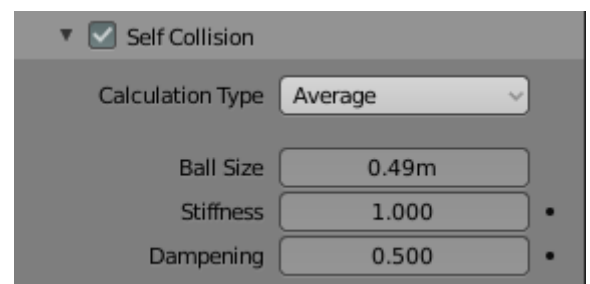 Self Collision
Calculation Type Average
Ball Size 0.49m
Stiffness 1.000
Dampening 0.500